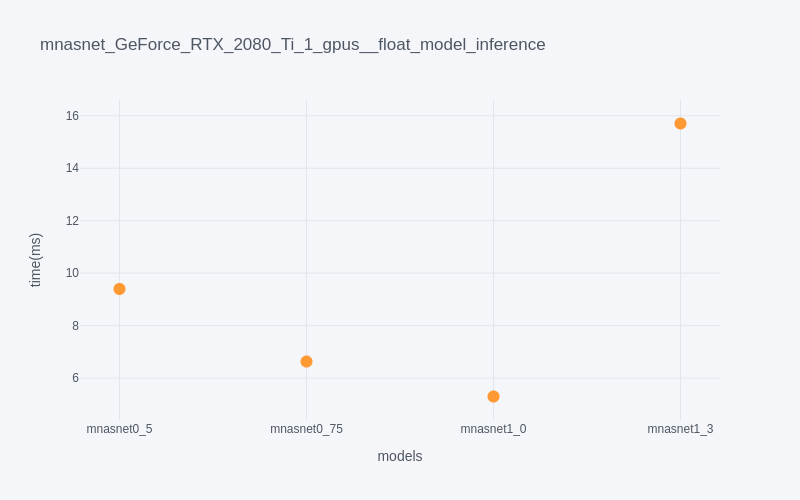 mnasnet_GeForce_RTX_2080_Ti_1_gpus__float_model_inference
16
14
12
10
8
6
time(ms)
mnasnet0_5
mnasnet0_75
mnasnet1_0
mnasnet1_3
models